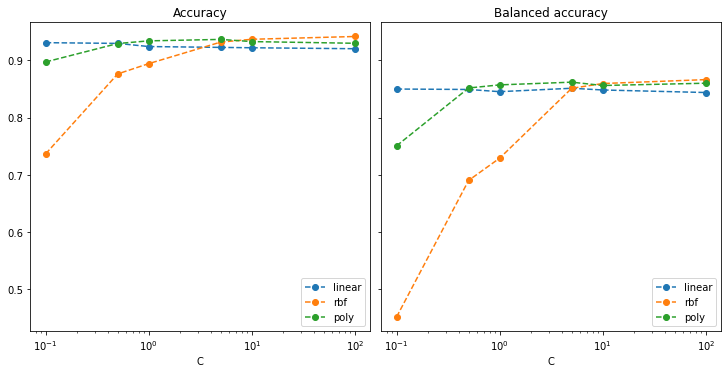 Accuracy
0.9
0.8
0.7
0.6
0.5
linear
rbf
poly
10⁻¹
10⁰
10¹
10²
C
Balanced accuracy
linear
rbf
poly
10⁻¹
10⁰
10¹
10²
C